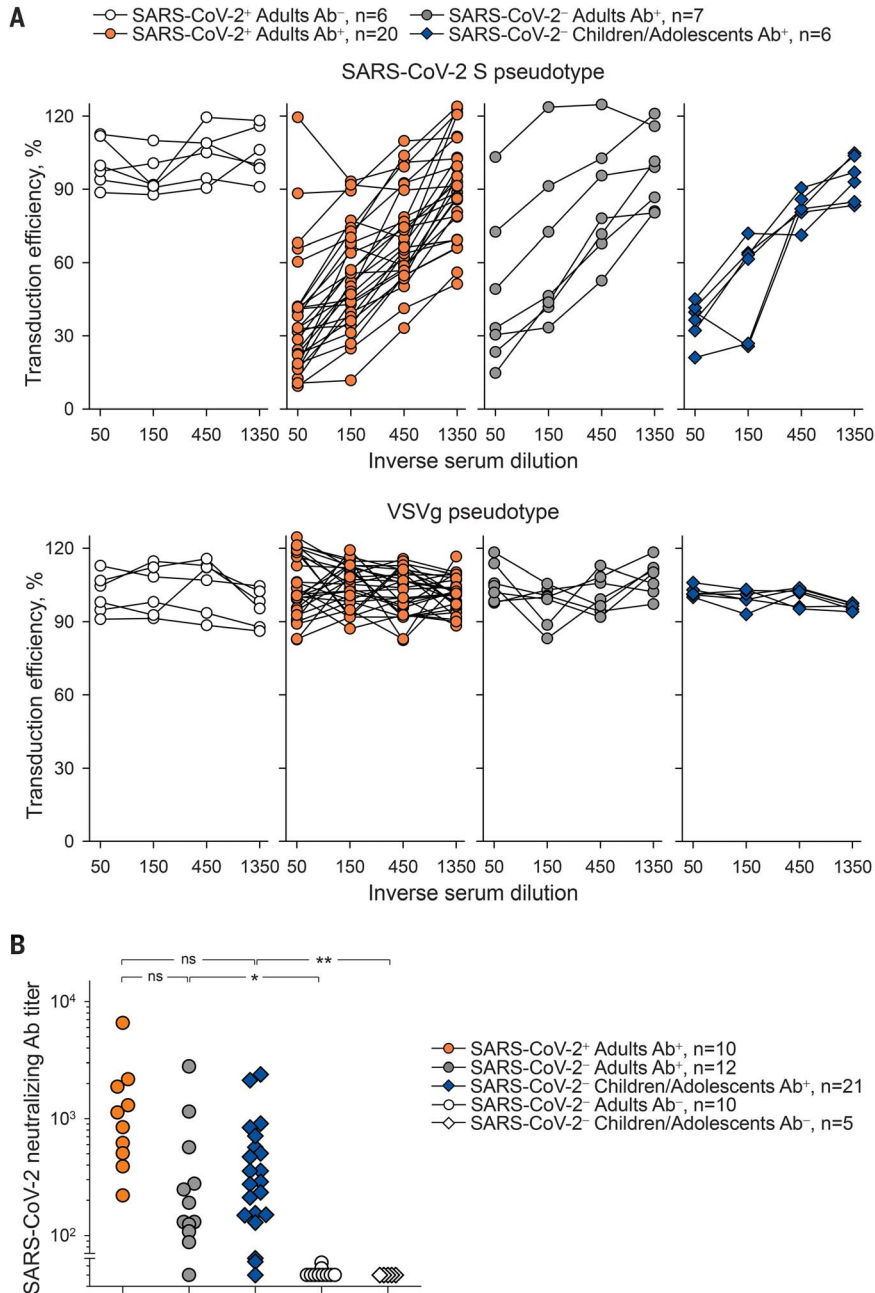 A
SARS-CoV-2⁺ Adults Ab⁻, n=6
SARS-CoV-2⁻ Adults Ab⁺, n=7
SARS-CoV-2⁺ Adults Ab⁺, n=20
SARS-CoV-2⁻ Children/Adolescents Ab⁺, n=6
SARS-CoV-2 S pseudotype
Transduction efficiency, %
120
90
60
30
0
50 150 450 1350 50 150 450 1350 50 150 450 1350 50 150 450 1350
Inverse serum dilution
VSVg pseudotype
Transduction efficiency, %
120
90
60
30
0
50 150 450 1350 50 150 450 1350 50 150 450 1350 50 150 450 1350
Inverse serum dilution
B
ns **
ns *
SARS-CoV-2 neutralizing Ab titer
10⁴
10³
10²
SARS-CoV-2⁺ Adults Ab⁺, n=10
SARS-CoV-2⁻ Adults Ab⁺, n=12
SARS-CoV-2⁻ Children/Adolescents Ab⁺, n=21
SARS-CoV-2⁻ Adults Ab⁻, n=10
SARS-CoV-2⁻ Children/Adolescents Ab⁻, n=5